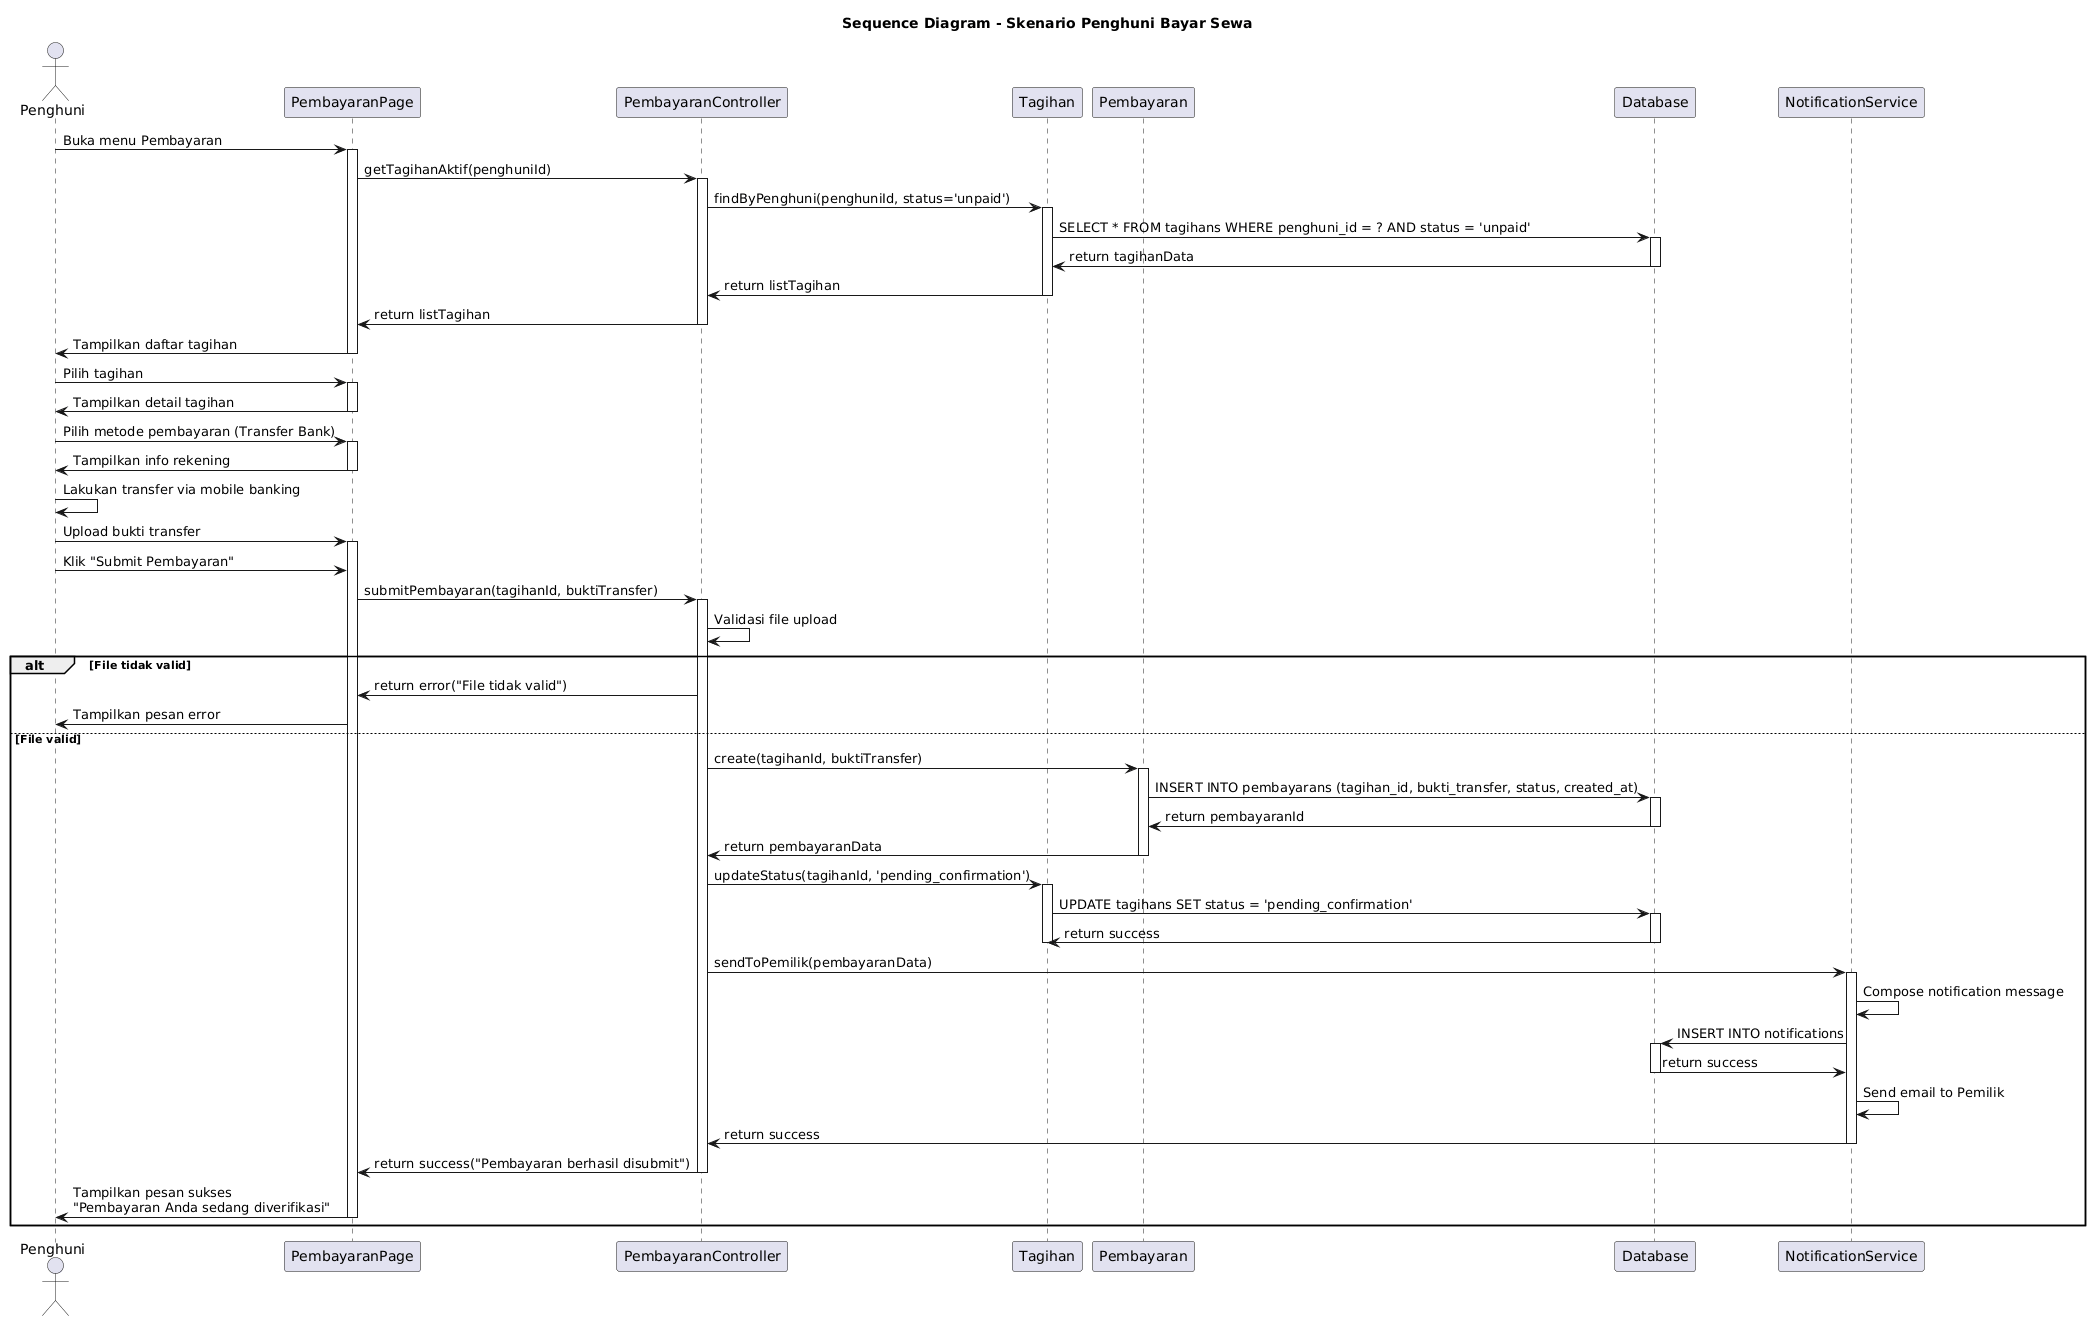 Sequence Diagram - Skenario Penghuni Bayar Sewa
Penghuni
PembayaranPage
PembayaranController
Tagihan
Pembayaran
Database
NotificationService
Buka menu Pembayaran
getTagihanAktif(penghuniId)
findByPenghuni(penghuniId, status='unpaid')
SELECT * FROM tagihans WHERE penghuni_id = ? AND status = 'unpaid'
return tagihanData
return listTagihan
return listTagihan
Tampilkan daftar tagihan
Pilih tagihan
Tampilkan detail tagihan
Pilih metode pembayaran (Transfer Bank)
Tampilkan info rekening
Lakukan transfer via mobile banking
Upload bukti transfer
Klik "Submit Pembayaran"
submitPembayaran(tagihanId, buktiTransfer)
Validasi file upload
alt
[File tidak valid]
return error("File tidak valid")
Tampilkan pesan error
[File valid]
create(tagihanId, buktiTransfer)
INSERT INTO pembayarans (tagihan_id, bukti_transfer, status, created_at)
return pembayaranId
return pembayaranData
updateStatus(tagihanId, 'pending_confirmation')
UPDATE tagihans SET status = 'pending_confirmation'
return success
sendToPemilik(pembayaranData)
Compose notification message
INSERT INTO notifications
return success
Send email to Pemilik
return success
return success("Pembayaran berhasil disubmit")
Tampilkan pesan sukses
"Pembayaran Anda sedang diverifikasi"
Penghuni
PembayaranPage
PembayaranController
Tagihan
Pembayaran
Database
NotificationService